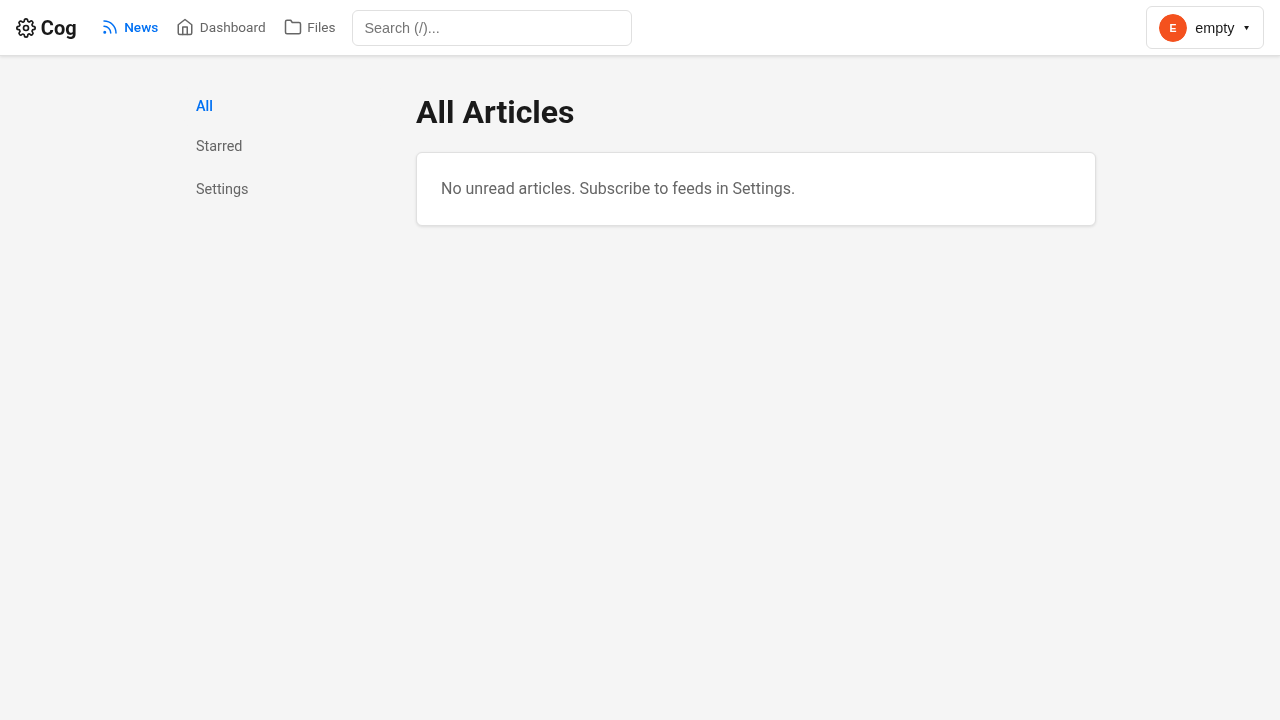 Cog
News
Dashboard
Files
Search (/)...
E
empty
All
Starred
Settings
All Articles
No unread articles. Subscribe to feeds in Settings.